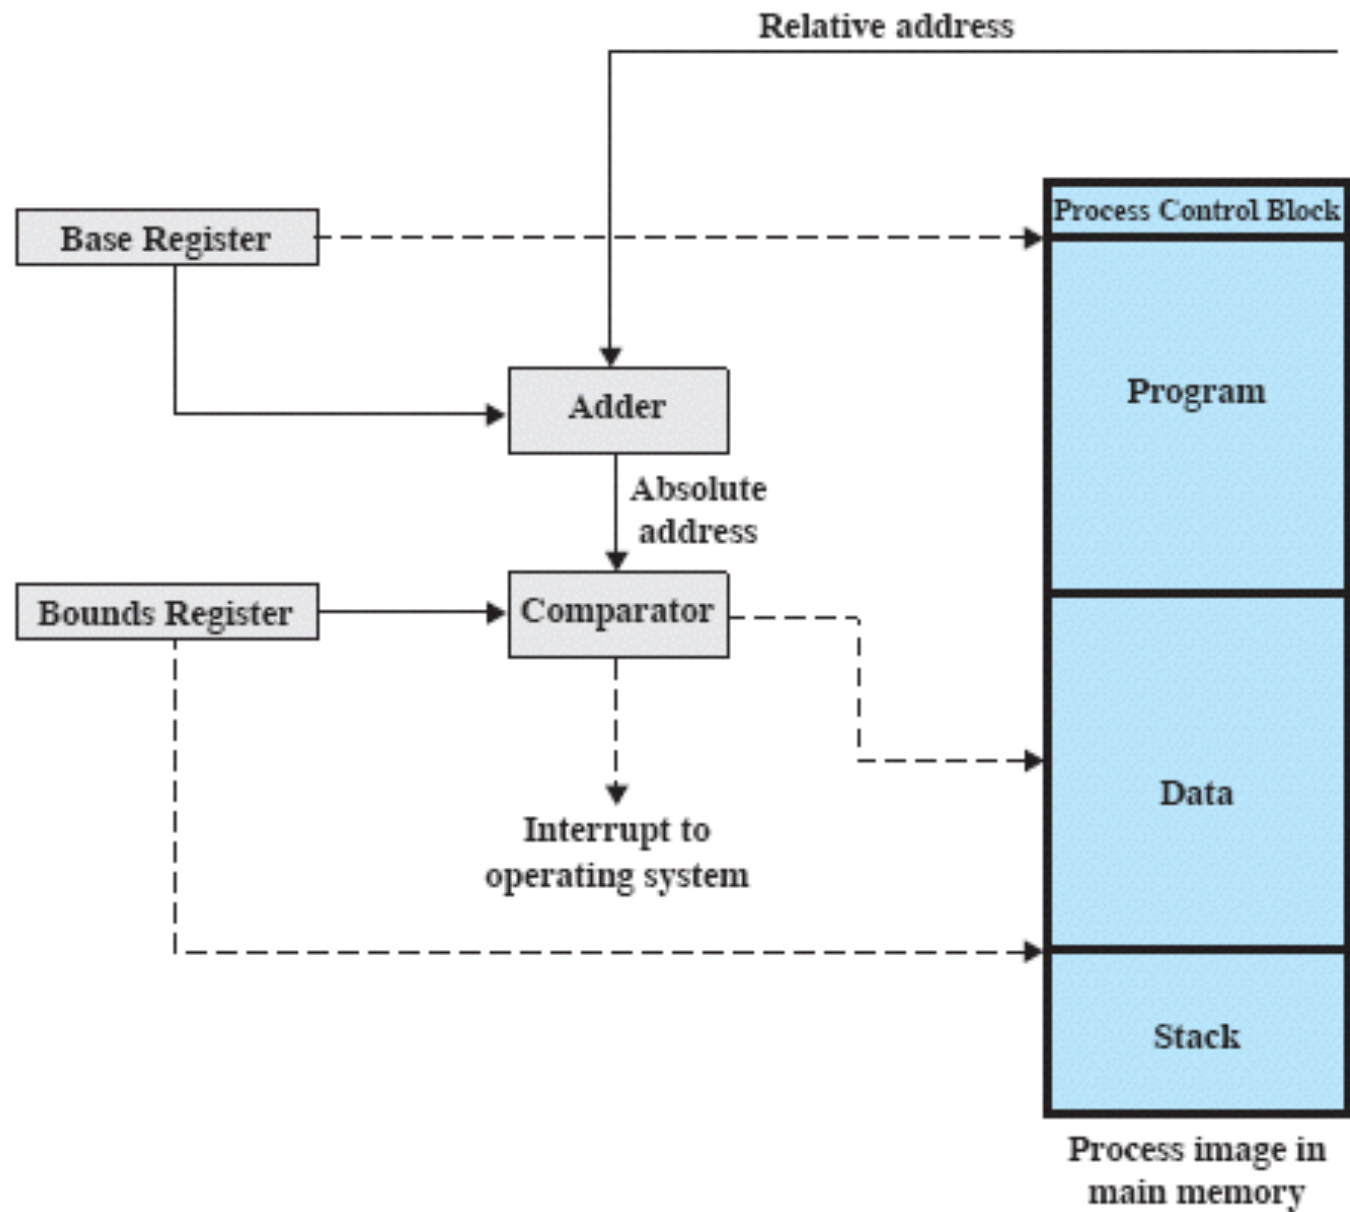 Relative address
Process Control Block
Base Register
Program
Adder
Absolute
address
Bounds Register
Comparator
Data
Interrupt to
operating system
Stack
Process image in
main memory